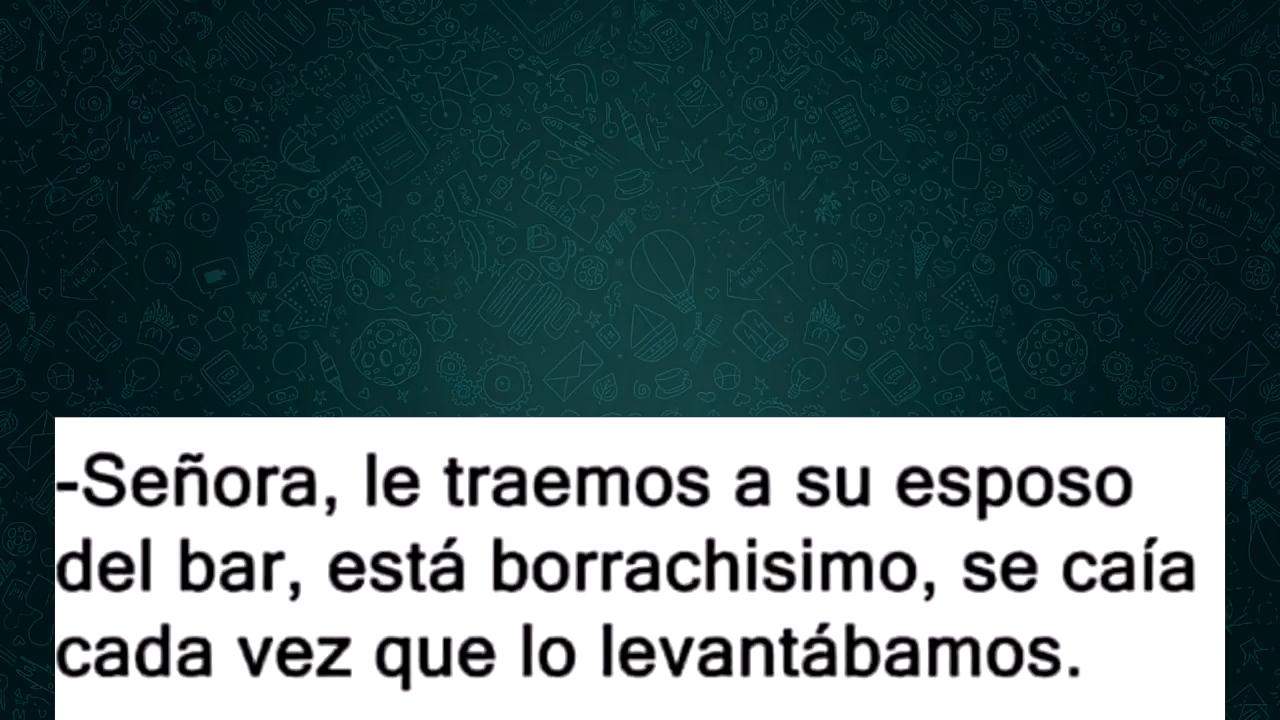 -Señora, le traemos a su esposo
del bar, está borrachisimo, se caía
cada vez que lo levantábamos.